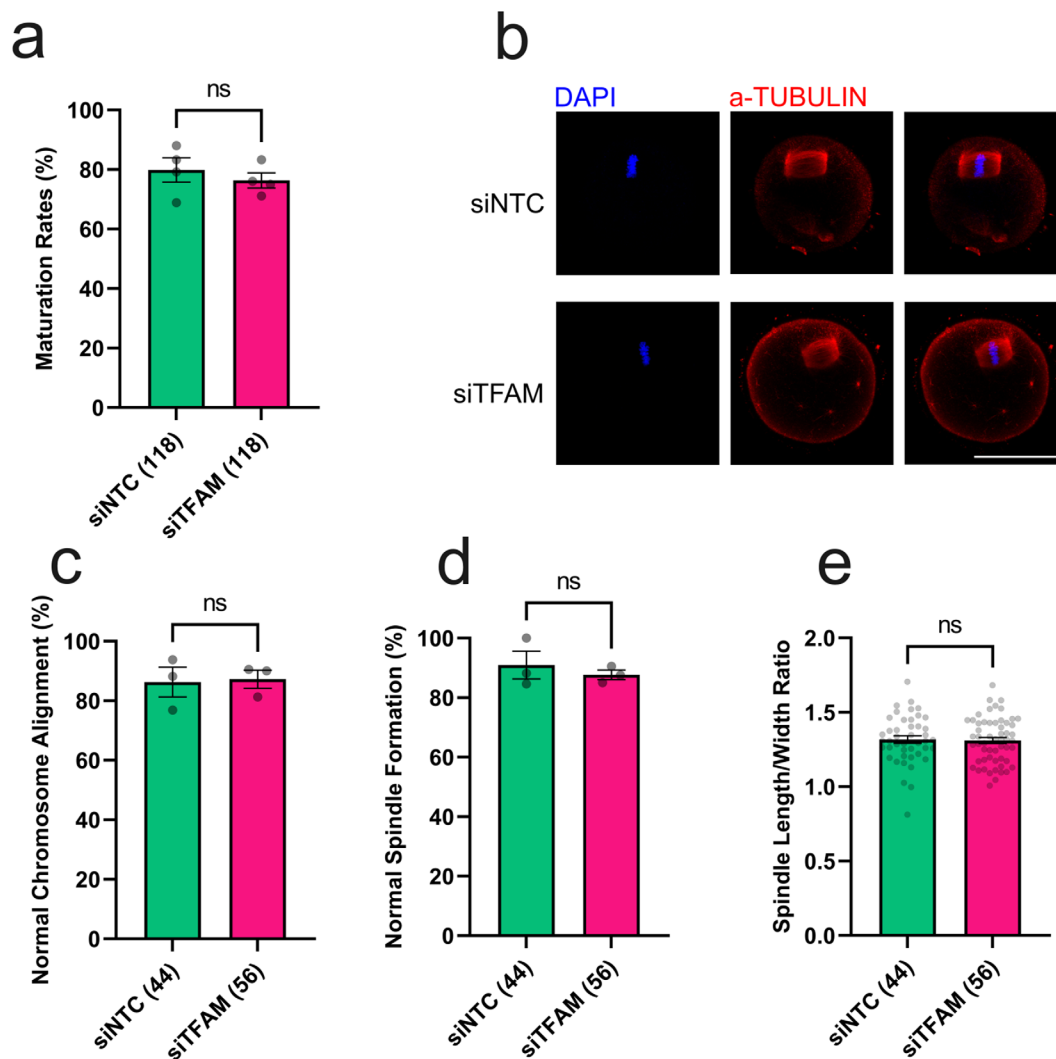 a
ns
Maturation Rates (%)
100
80
60
40
20
0
siNTC (118)
siTFAM (118)
b
DAPI
a-TUBULIN
siNTC
siTFAM
c
ns
Normal Chromosome Alignment (%)
100
80
60
40
20
0
siNTC (44)
siTFAM (56)
d
ns
Normal Spindle Formation (%)
100
80
60
40
20
0
siNTC (44)
siTFAM (56)
e
ns
Spindle Length/Width Ratio
2.0
1.5
1.0
0.5
0.0
siNTC (44)
siTFAM (56)